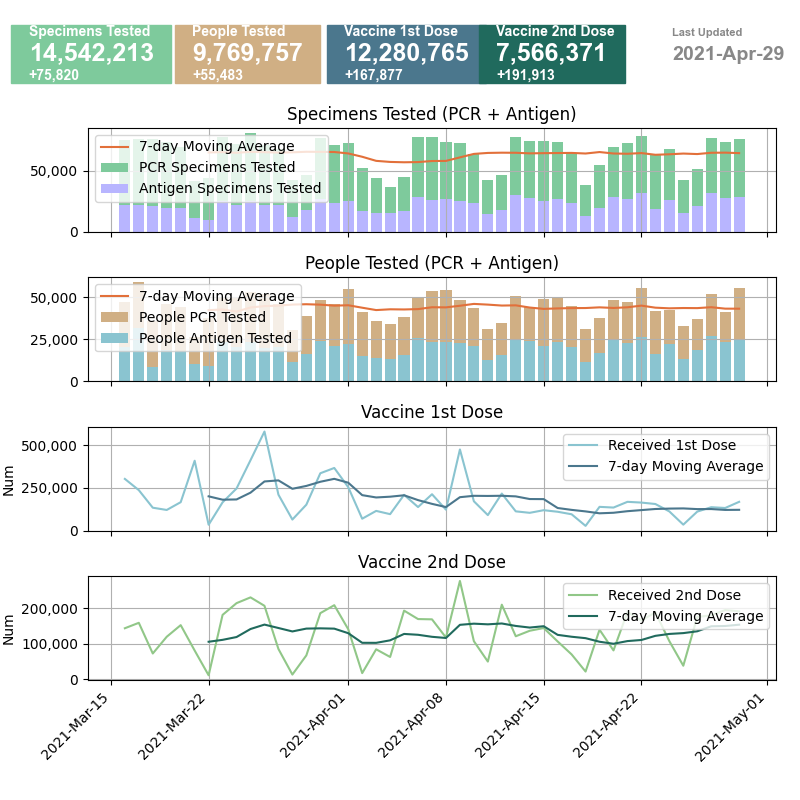 Specimens Tested
14,542,213
+75,820
People Tested
9,769,757
+55,483
Vaccine 1st Dose
12,280,765
+167,877
Vaccine 2nd Dose
7,566,371
+191,913
Last Updated
2021-Apr-29
Specimens Tested (PCR + Antigen)
7-day Moving Average
PCR Specimens Tested
Antigen Specimens Tested
50,000
0
People Tested (PCR + Antigen)
7-day Moving Average
People PCR Tested
People Antigen Tested
50,000
25,000
0
Vaccine 1st Dose
Received 1st Dose
7-day Moving Average
500,000
250,000
0
Num
Vaccine 2nd Dose
Received 2nd Dose
7-day Moving Average
200,000
100,000
0
Num
2021-Mar-15
2021-Mar-22
2021-Apr-01
2021-Apr-08
2021-Apr-15
2021-Apr-22
2021-May-01